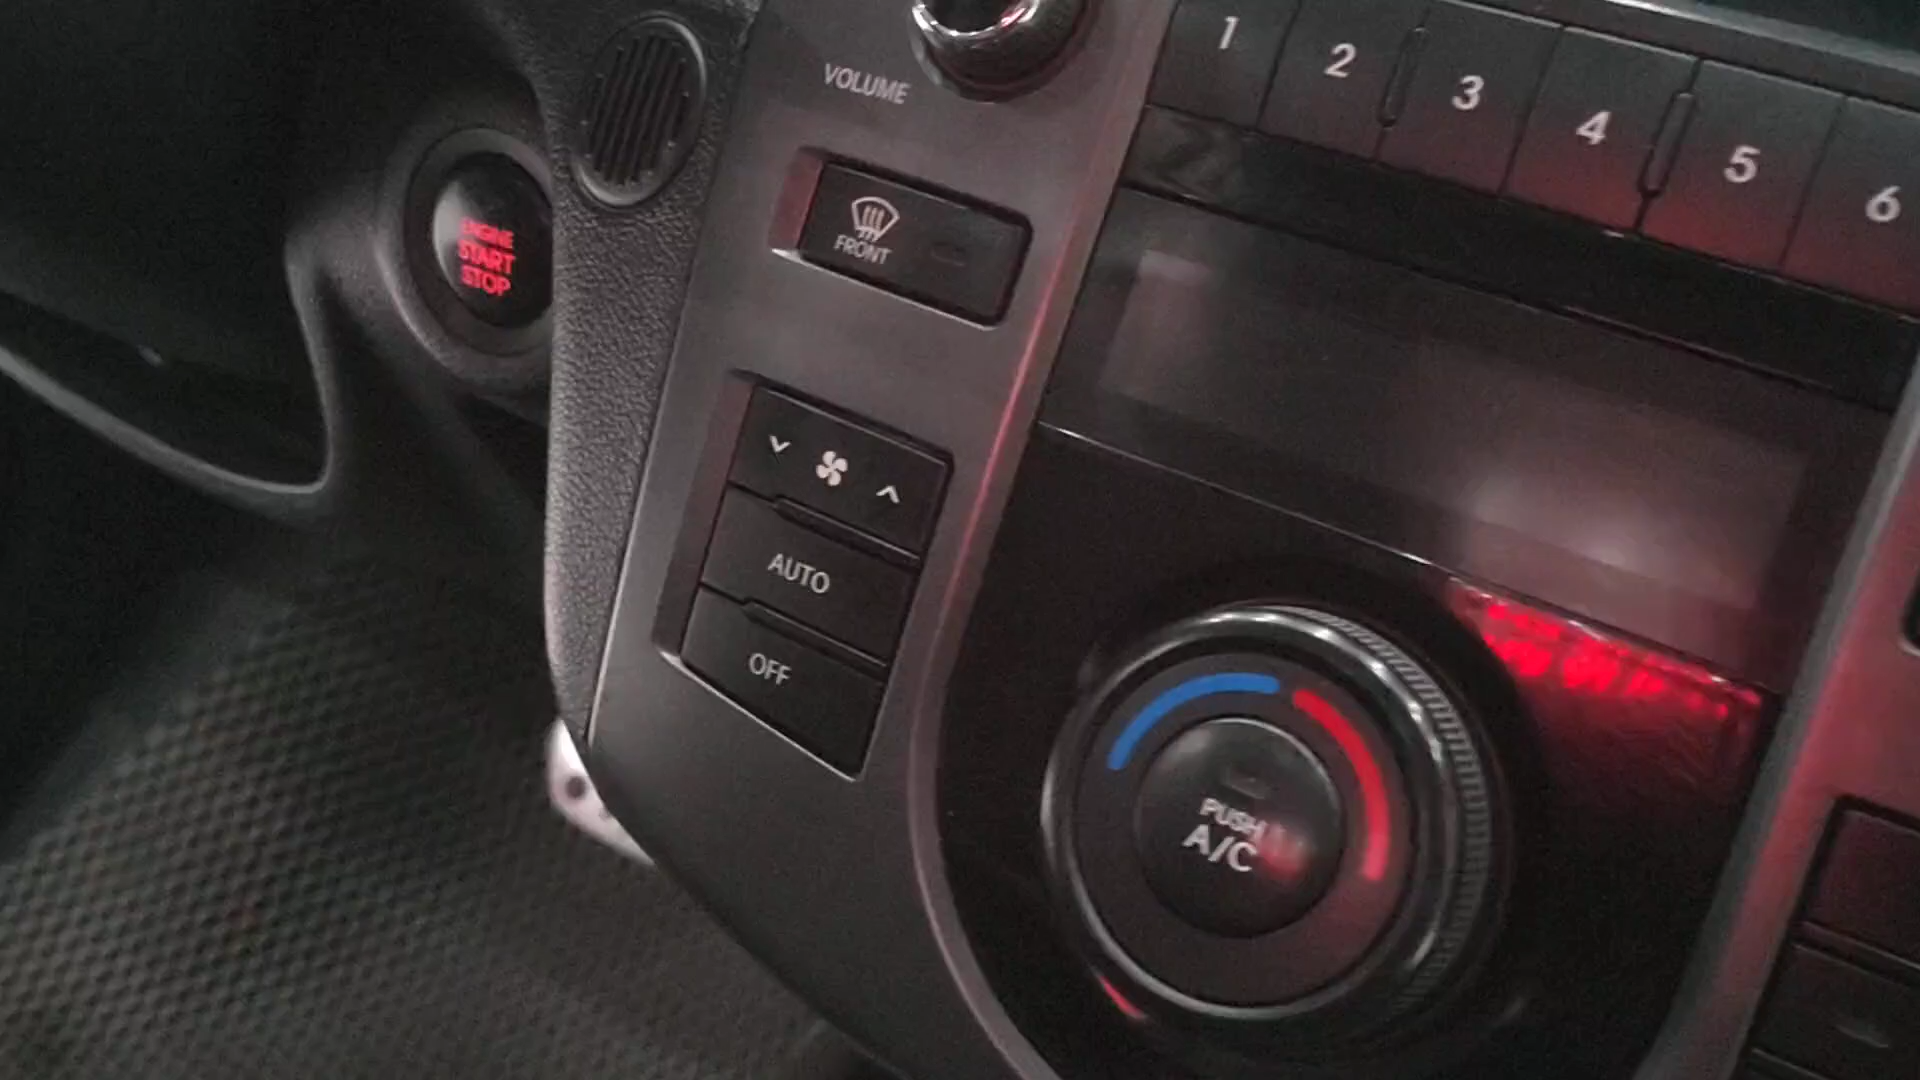 VOLUME
1 2 3 4 5 6
FRONT
ENGINE
START
STOP
AUTO
OFF
PUSH
A/C